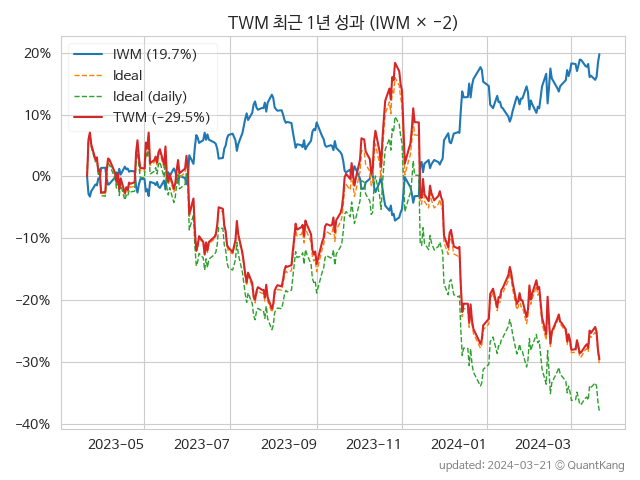 TWM 최근 1년 성과 (IWM × −2)
IWM (19.7%)
Ideal
Ideal (daily)
TWM (−29.5%)
20%
10%
0%
−10%
−20%
−30%
−40%
2023−05
2023−07
2023−09
2023−11
2024−01
2024−03
updated: 2024−03−21 © QuantKang